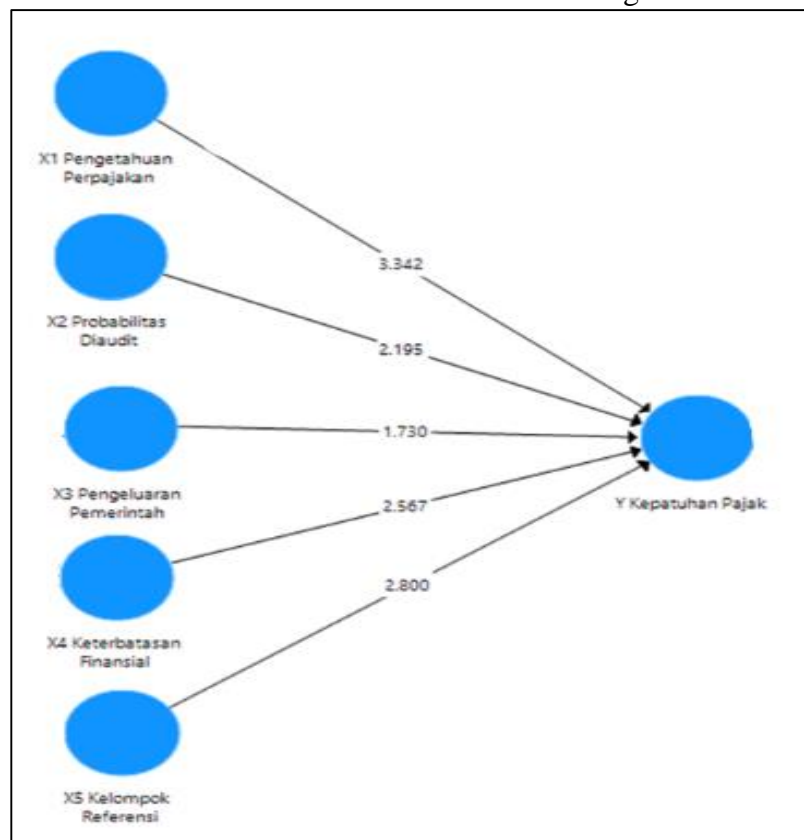 X1 Pengetahuan
Perpajakan
3.342
X2 Probabilitas
Diaudit
2.195
X3 Pengeluaran
Pemerintah
1.730
Y Kepatuhan Pajak
X4 Keterbatasan
Finansial
2.567
X5 Kelompok
Referensi
2.800